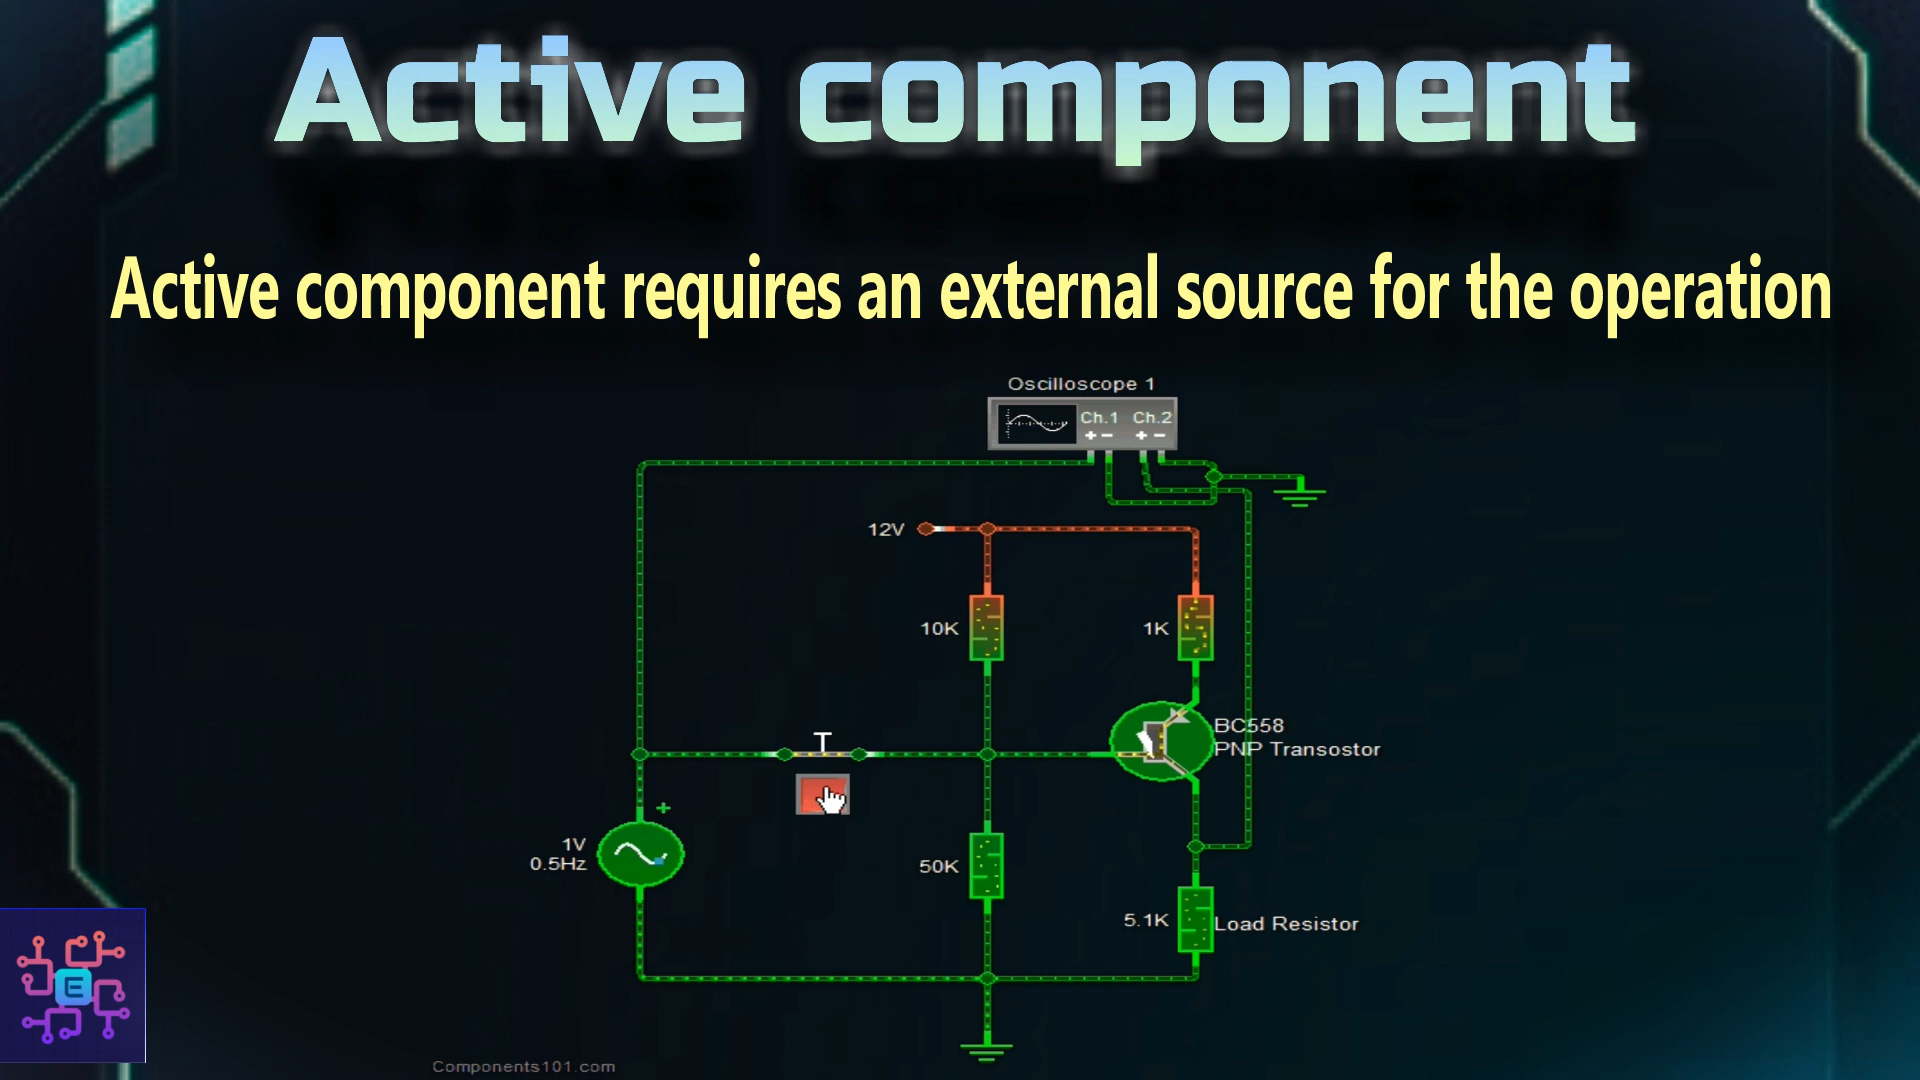 Active component
Active component requires an external source for the operation
Oscilloscope 1
Ch.1 Ch.2
+ − + −
12V
10K
1K
T
BC558
PNP Transostor
+
1V
0.5Hz
50K
5.1K
Load Resistor
E
Components101.com